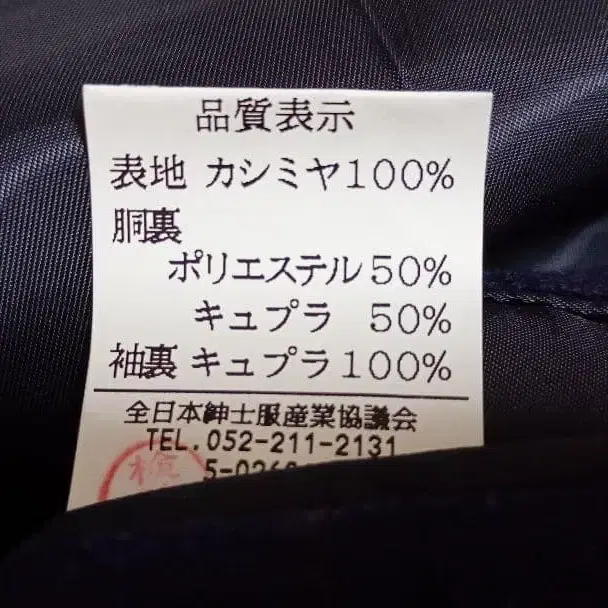 品質表示
表地 カシミヤ100%
胴裏
ポリエステル50%
キュプラ 50%
袖裏 キュプラ100%
全日本紳士服産業協議会
TEL.052-211-2131
検